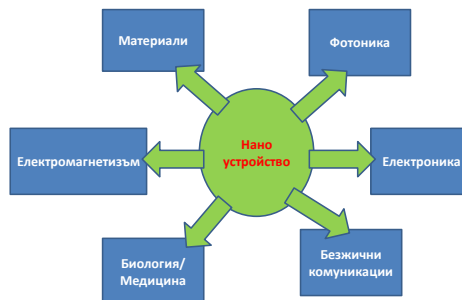 Материали
Фотоника
Нано
устройство
Електромагнетизъм
Електроника
Биология/
Медицина
Безжични
комуникации